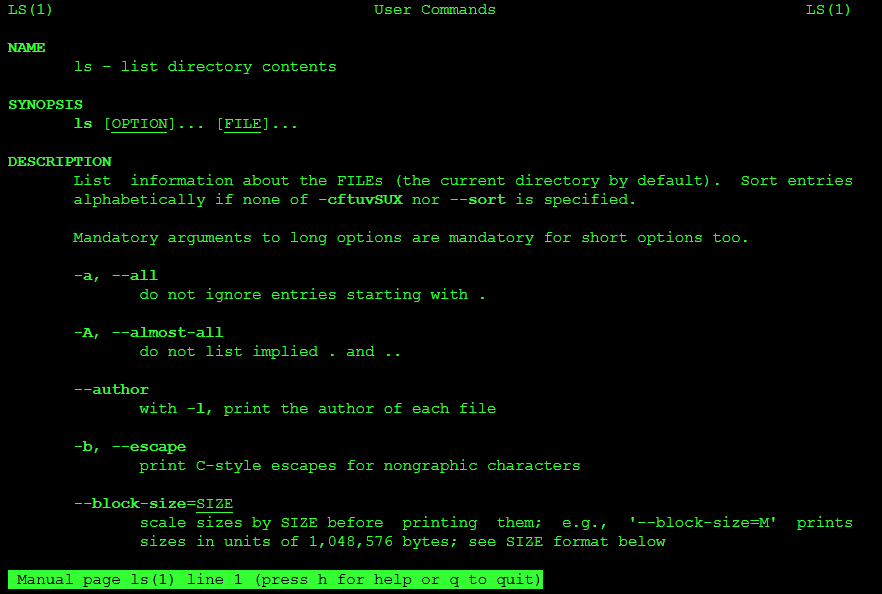 LS(1) User Commands LS(1)
NAME
ls - list directory contents
SYNOPSIS
ls [OPTION]... [FILE]...
DESCRIPTION
List information about the FILEs (the current directory by default). Sort entries
alphabetically if none of -cftuvSUX nor --sort is specified.
Mandatory arguments to long options are mandatory for short options too.
-a, --all
do not ignore entries starting with .
-A, --almost-all
do not list implied . and ..
--author
with -l, print the author of each file
-b, --escape
print C-style escapes for nongraphic characters
--block-size=SIZE
scale sizes by SIZE before printing them; e.g., '--block-size=M' prints
sizes in units of 1,048,576 bytes; see SIZE format below
Manual page ls(1) line 1 (press h for help or q to quit)